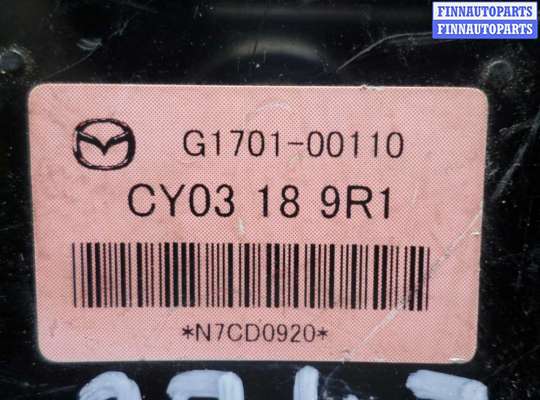 FINNAUTOPARTS
FINNAUTOPARTS
G1701-00110
CY03 18 9R1
*N7CD0920*